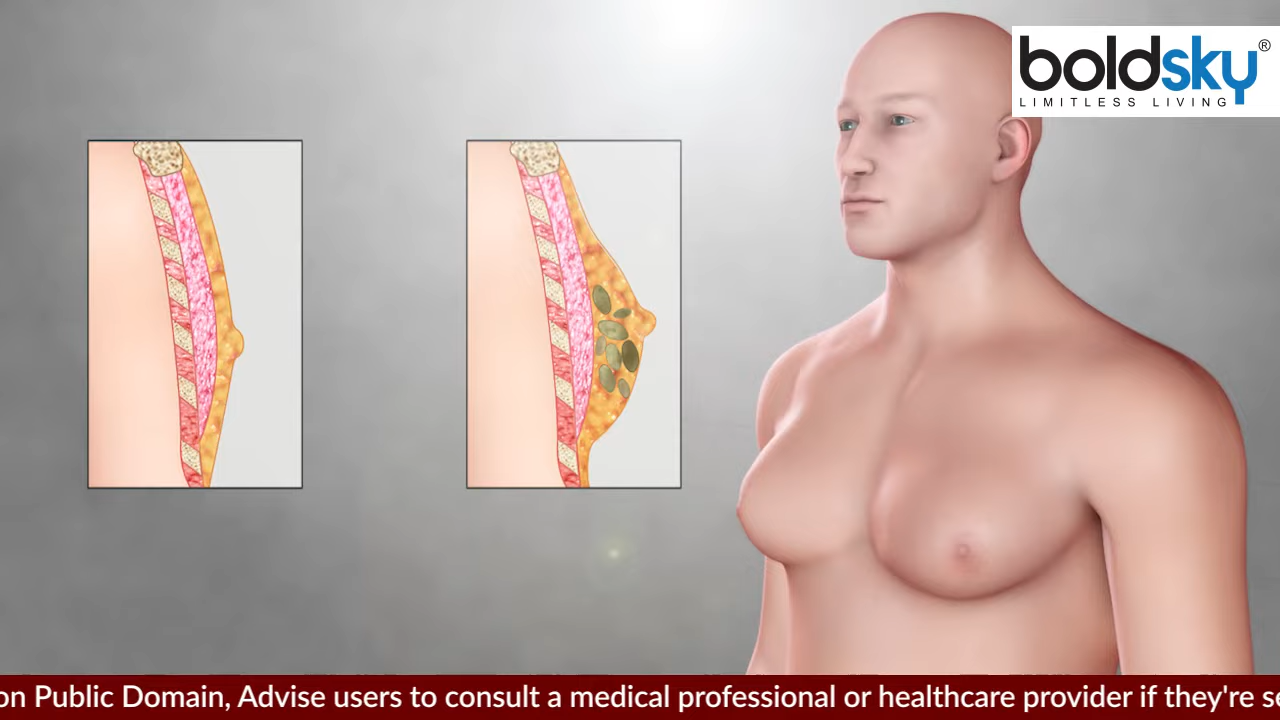 boldsky®
LIMITLESS LIVING
on Public Domain, Advise users to consult a medical professional or healthcare provider if they're se